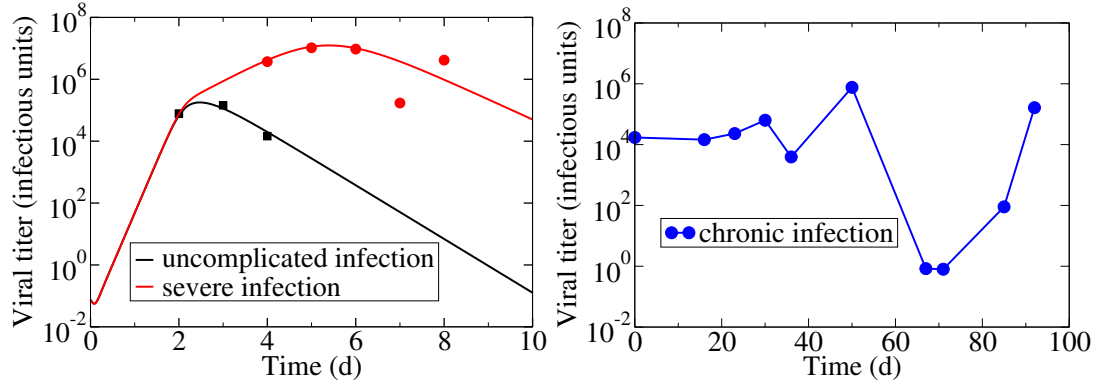 Viral titer (infectious units)
10^8
10^6
10^4
10^2
10^0
10^-2
uncomplicated infection
severe infection
0 2 4 6 8 10
Time (d)
Viral titer (infectious units)
10^8
10^6
10^4
10^2
10^0
10^-2
chronic infection
0 20 40 60 80 100
Time (d)